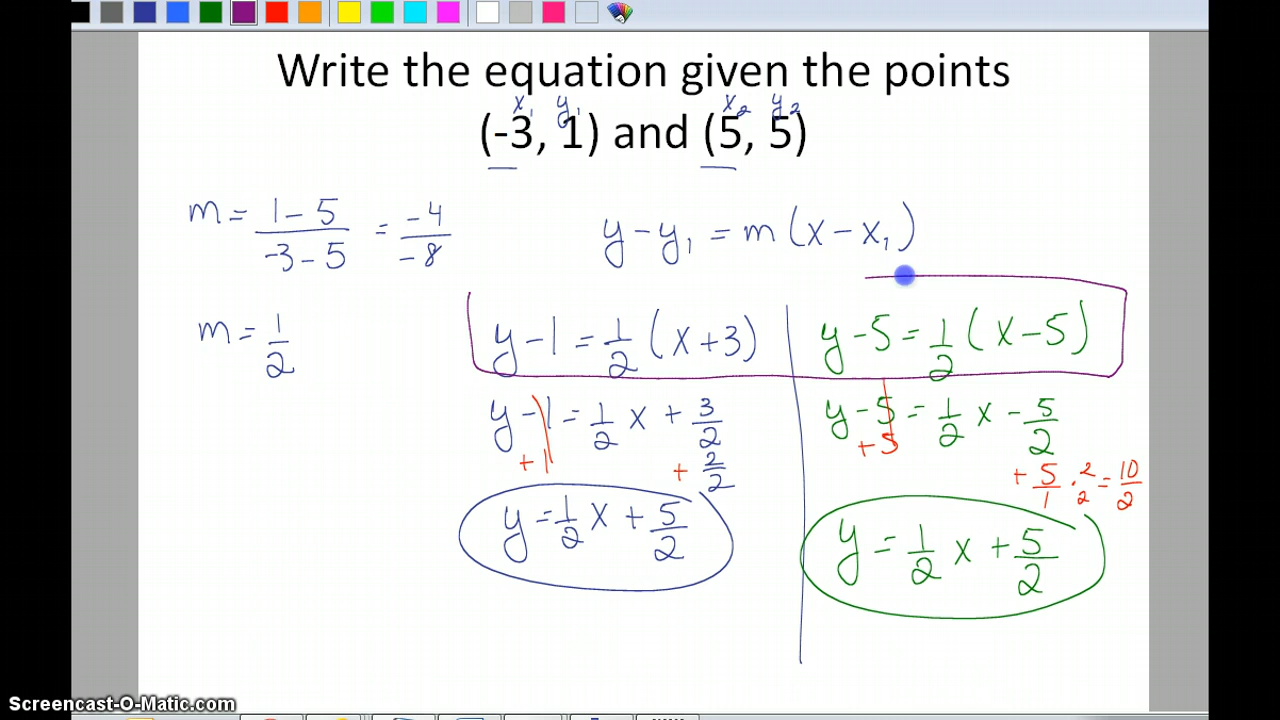 Write the equation given the points
x₁ y₁ x₂ y₂
(-3, 1) and (5, 5)
m = (1 - 5)/(-3 - 5) = -4/-8
y - y₁ = m(x - x₁)
m = 1/2
y - 1 = 1/2 (x + 3)
y - 1 = 1/2 x + 3/2
+ 1 + 2/2
y = 1/2 x + 5/2
y - 5 = 1/2 (x - 5)
y - 5 = 1/2 x - 5/2
+ 5 + 5/1 · 2/2 = 10/2
y = 1/2 x + 5/2
Screencast-O-Matic.com